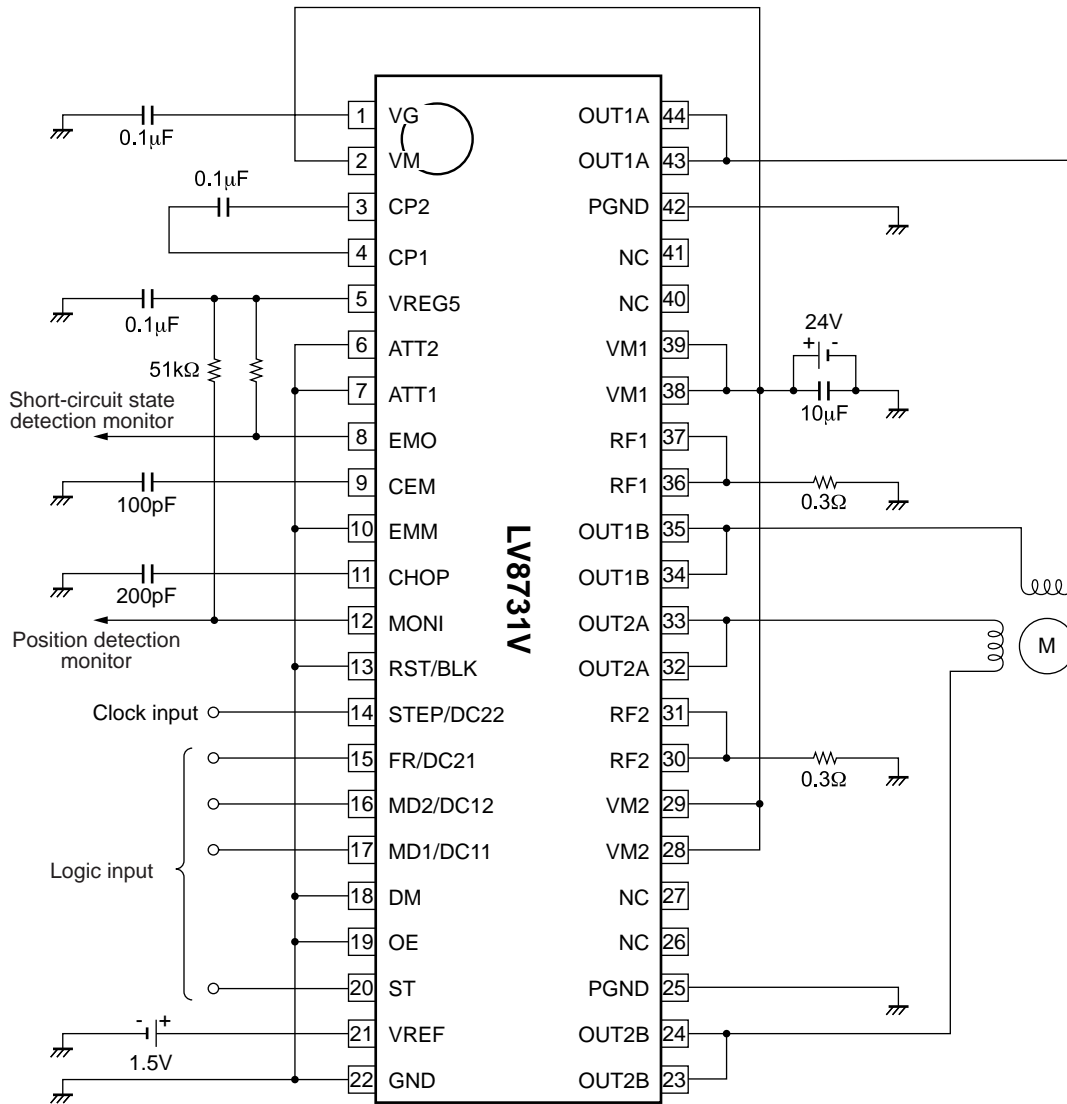 1 VG OUT1A 44
0.1μF
2 VM OUT1A 43
0.1μF
3 CP2 PGND 42
4 CP1 NC 41
5 VREG5 NC 40
0.1μF
24V
+ -
6 ATT2 VM1 39
51kΩ
7 ATT1 VM1 38
10μF
Short-circuit state
detection monitor
8 EMO RF1 37
9 CEM RF1 36
100pF
0.3Ω
10 EMM OUT1B 35
LV8731V
11 CHOP OUT1B 34
200pF
12 MONI OUT2A 33
Position detection
monitor
M
13 RST/BLK OUT2A 32
Clock input
14 STEP/DC22 RF2 31
15 FR/DC21 RF2 30
0.3Ω
16 MD2/DC12 VM2 29
17 MD1/DC11 VM2 28
Logic input
18 DM NC 27
19 OE NC 26
20 ST PGND 25
- +
21 VREF OUT2B 24
1.5V
22 GND OUT2B 23